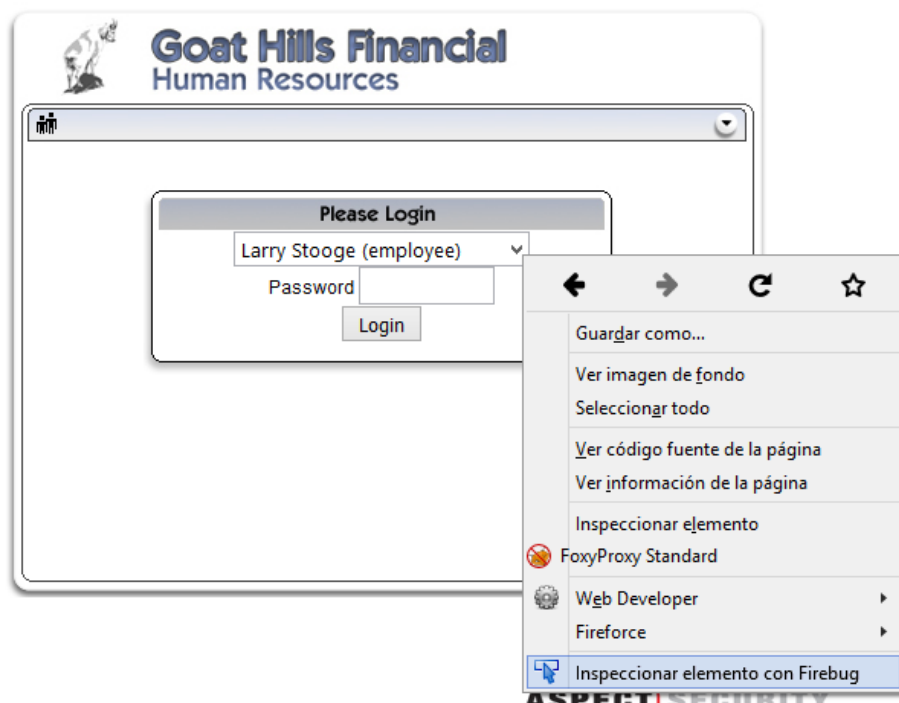 Goat Hills Financial
Human Resources
Please Login
Larry Stooge (employee)
Password
Login
Guardar como...
Ver imagen de fondo
Seleccionar todo
Ver código fuente de la página
Ver información de la página
Inspeccionar elemento
FoxyProxy Standard
Web Developer
Fireforce
Inspeccionar elemento con Firebug
ASPECT SECURITY